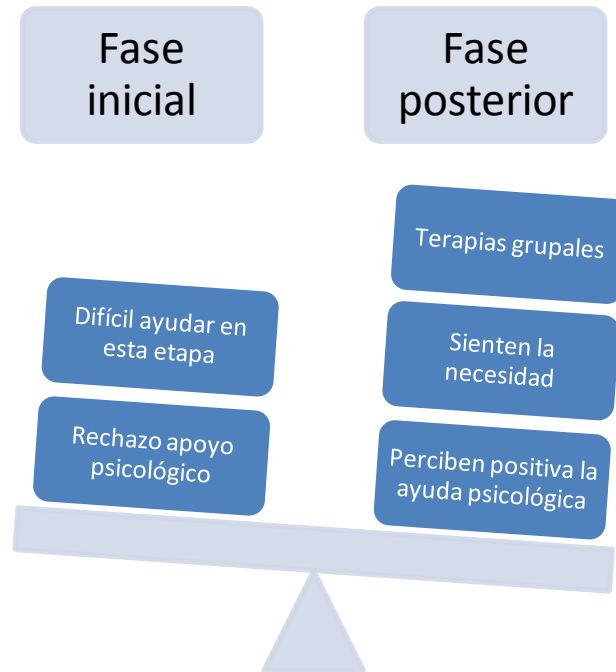 Fase
inicial
Fase
posterior
Terapias grupales
Difícil ayudar en
esta etapa
Sienten la
necesidad
Rechazo apoyo
psicológico
Perciben positiva la
ayuda psicológica